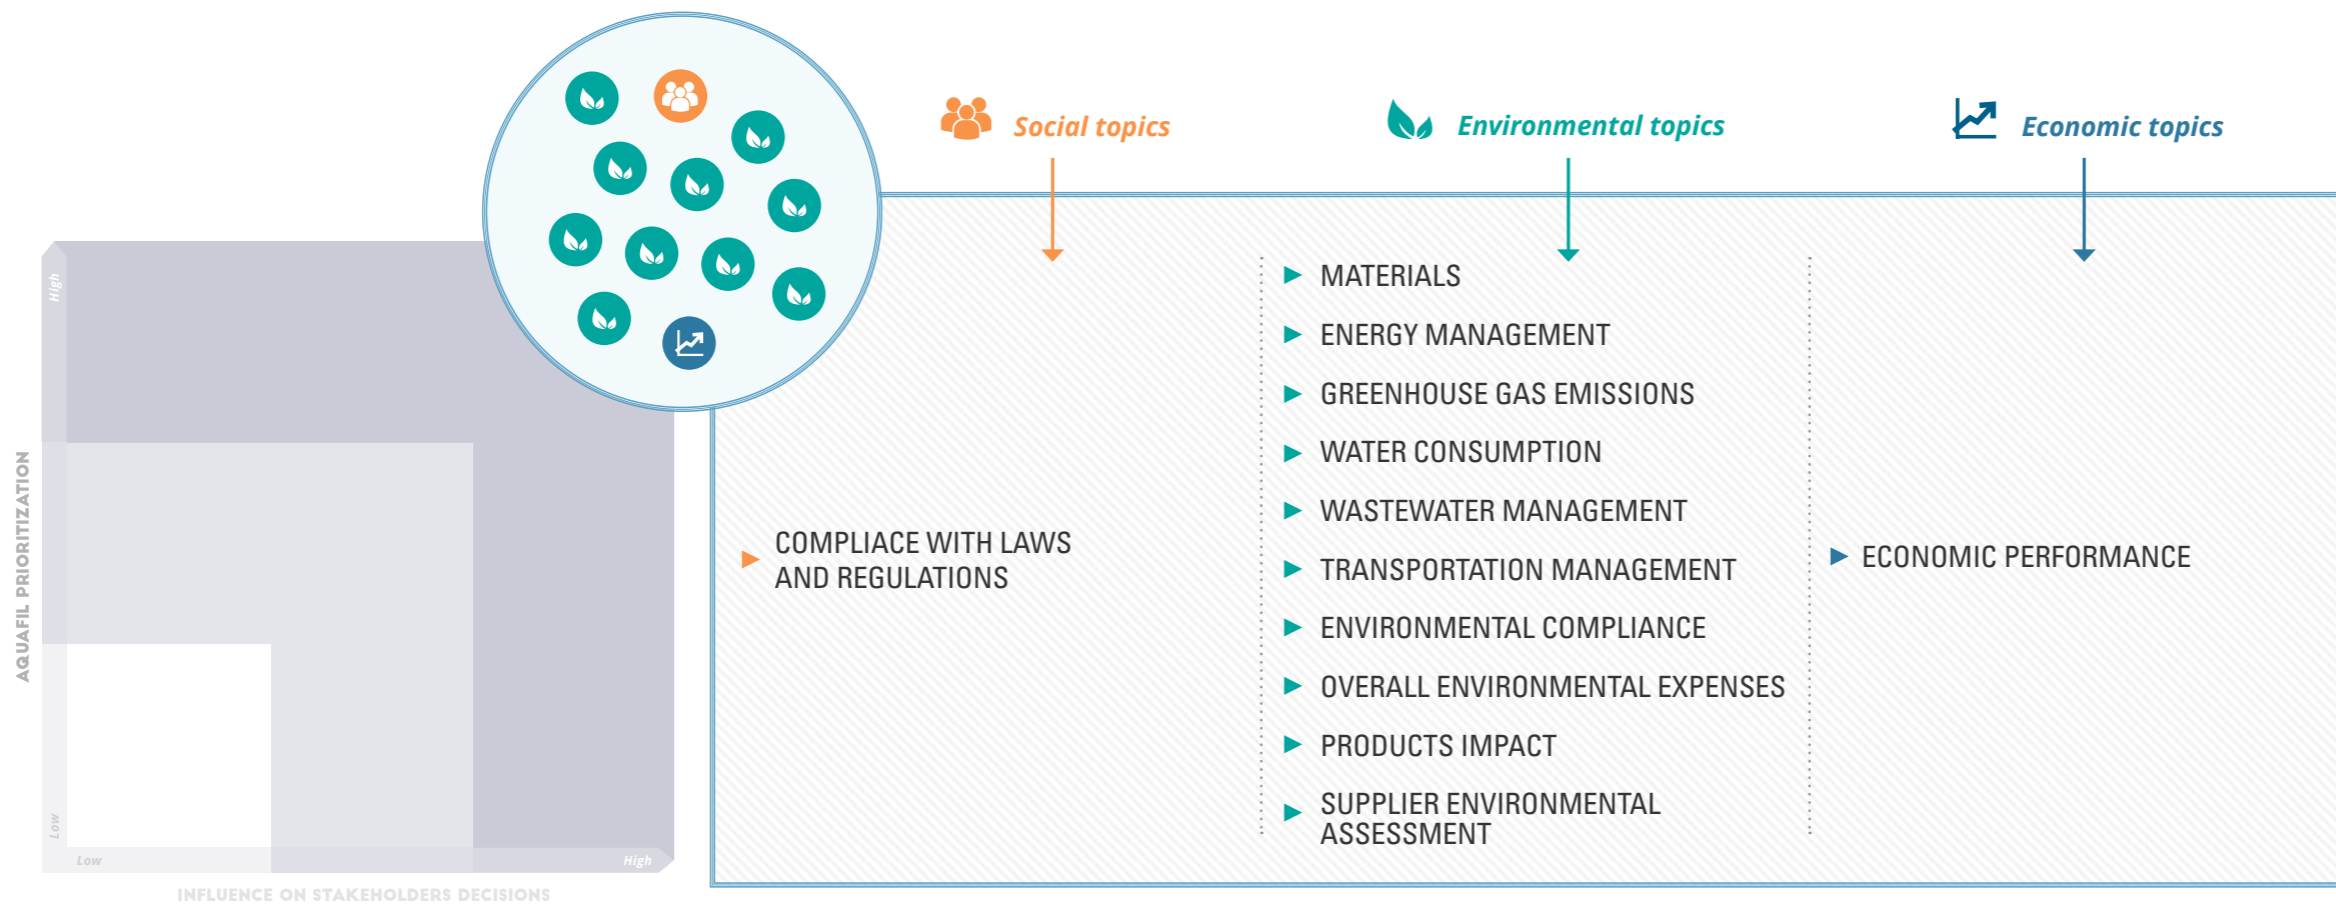 Social topics
Environmental topics
Economic topics
High
AQUAFIL PRIORITIZATION
Low
Low
High
INFLUENCE ON STAKEHOLDERS DECISIONS
COMPLIACE WITH LAWS
AND REGULATIONS
MATERIALS
ENERGY MANAGEMENT
GREENHOUSE GAS EMISSIONS
WATER CONSUMPTION
WASTEWATER MANAGEMENT
TRANSPORTATION MANAGEMENT
ENVIRONMENTAL COMPLIANCE
OVERALL ENVIRONMENTAL EXPENSES
PRODUCTS IMPACT
SUPPLIER ENVIRONMENTAL
ASSESSMENT
ECONOMIC PERFORMANCE